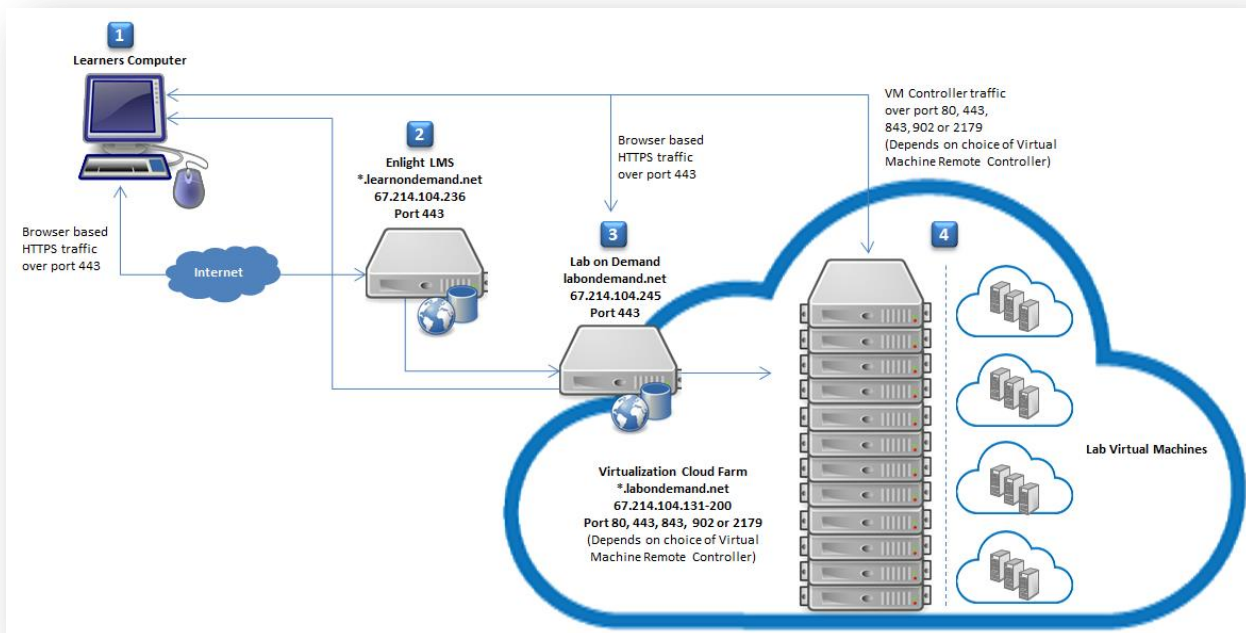 1
Learners Computer
Browser based
HTTPS traffic
over port 443
Internet
2
Enlight LMS
*.learnondemand.net
67.214.104.236
Port 443
Browser based
HTTPS traffic
over port 443
3
Lab on Demand
labondemand.net
67.214.104.245
Port 443
VM Controller traffic
over port 80, 443,
843, 902 or 2179
(Depends on choice of Virtual
Machine Remote Controller)
4
Virtualization Cloud Farm
*.labondemand.net
67.214.104.131-200
Port 80, 443, 843, 902 or 2179
(Depends on choice of Virtual
Machine Remote Controller)
Lab Virtual Machines